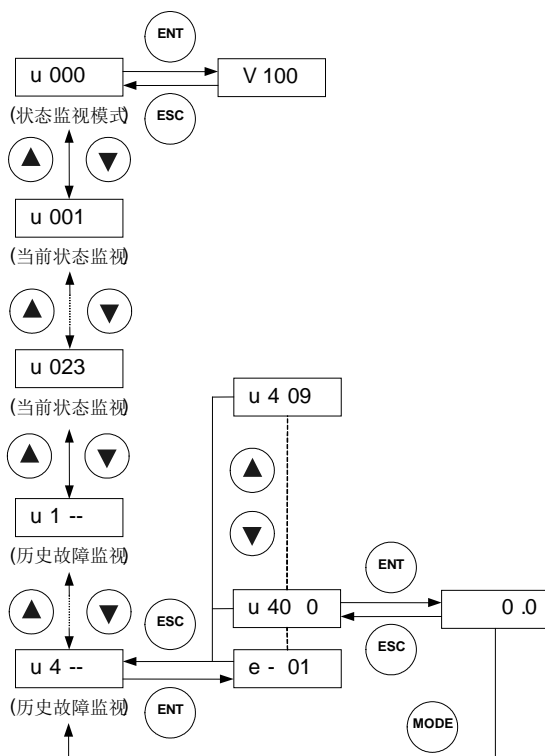 ENT
u 000
V 100
(状态监视模式)
ESC
u 001
(当前状态监视)
u 023
(当前状态监视)
u 4 09
u 1 --
(历史故障监视)
ENT
u 40 0
0 .0
ESC
ESC
u 4 --
e - 01
(历史故障监视)
ENT
MODE